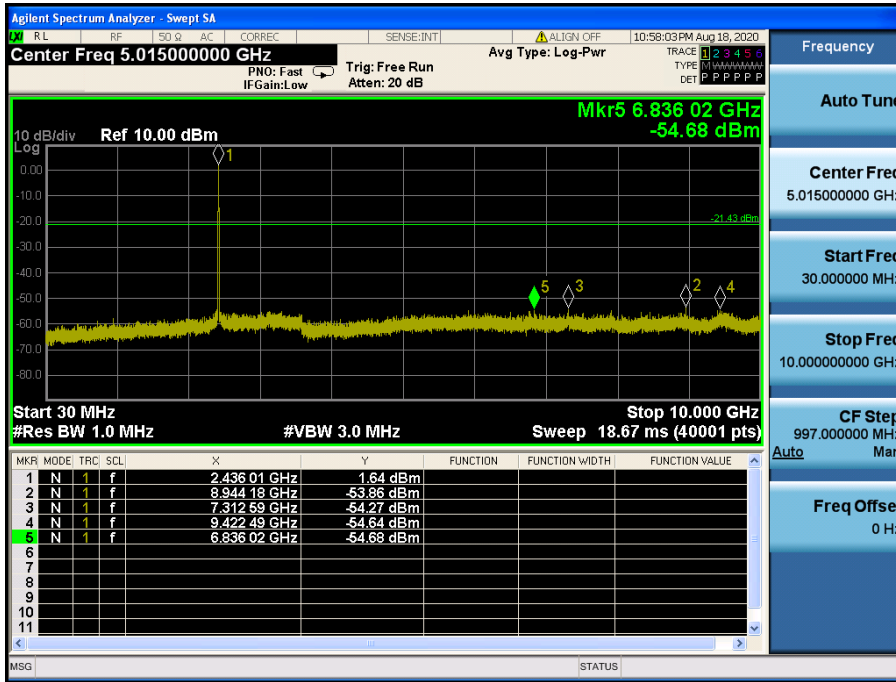 Agilent Spectrum Analyzer - Swept SA
LXI RL RF 50 Ω AC CORREC SENSE:INT ALIGN OFF 10:58:03 PM Aug 18, 2020
Center Freq 5.015000000 GHz
PNO: Fast
IFGain:Low
Trig: Free Run
Atten: 20 dB
Avg Type: Log-Pwr
TRACE 1 2 3 4 5 6
TYPE M WWWWW
DET P P P P P P
Mkr5 6.836 02 GHz
-54.68 dBm
10 dB/div Ref 10.00 dBm
Log
1
0.00
-10.0
-20.0
-21.43 dBm
-30.0
-40.0
-50.0
5 3 2 4
-60.0
-70.0
-80.0
Start 30 MHz Stop 10.000 GHz
#Res BW 1.0 MHz #VBW 3.0 MHz Sweep 18.67 ms (40001 pts)
MKR MODE TRC SCL X Y FUNCTION FUNCTION WIDTH FUNCTION VALUE
1 N 1 f 2.436 01 GHz 1.64 dBm
2 N 1 f 8.944 18 GHz -53.86 dBm
3 N 1 f 7.312 59 GHz -54.27 dBm
4 N 1 f 9.422 49 GHz -54.64 dBm
5 N 1 f 6.836 02 GHz -54.68 dBm
6
7
8
9
10
11
MSG STATUS
Frequency
Auto Tune
Center Freq
5.015000000 GHz
Start Freq
30.000000 MHz
Stop Freq
10.000000000 GHz
CF Step
997.000000 MHz
Auto Man
Freq Offset
0 Hz